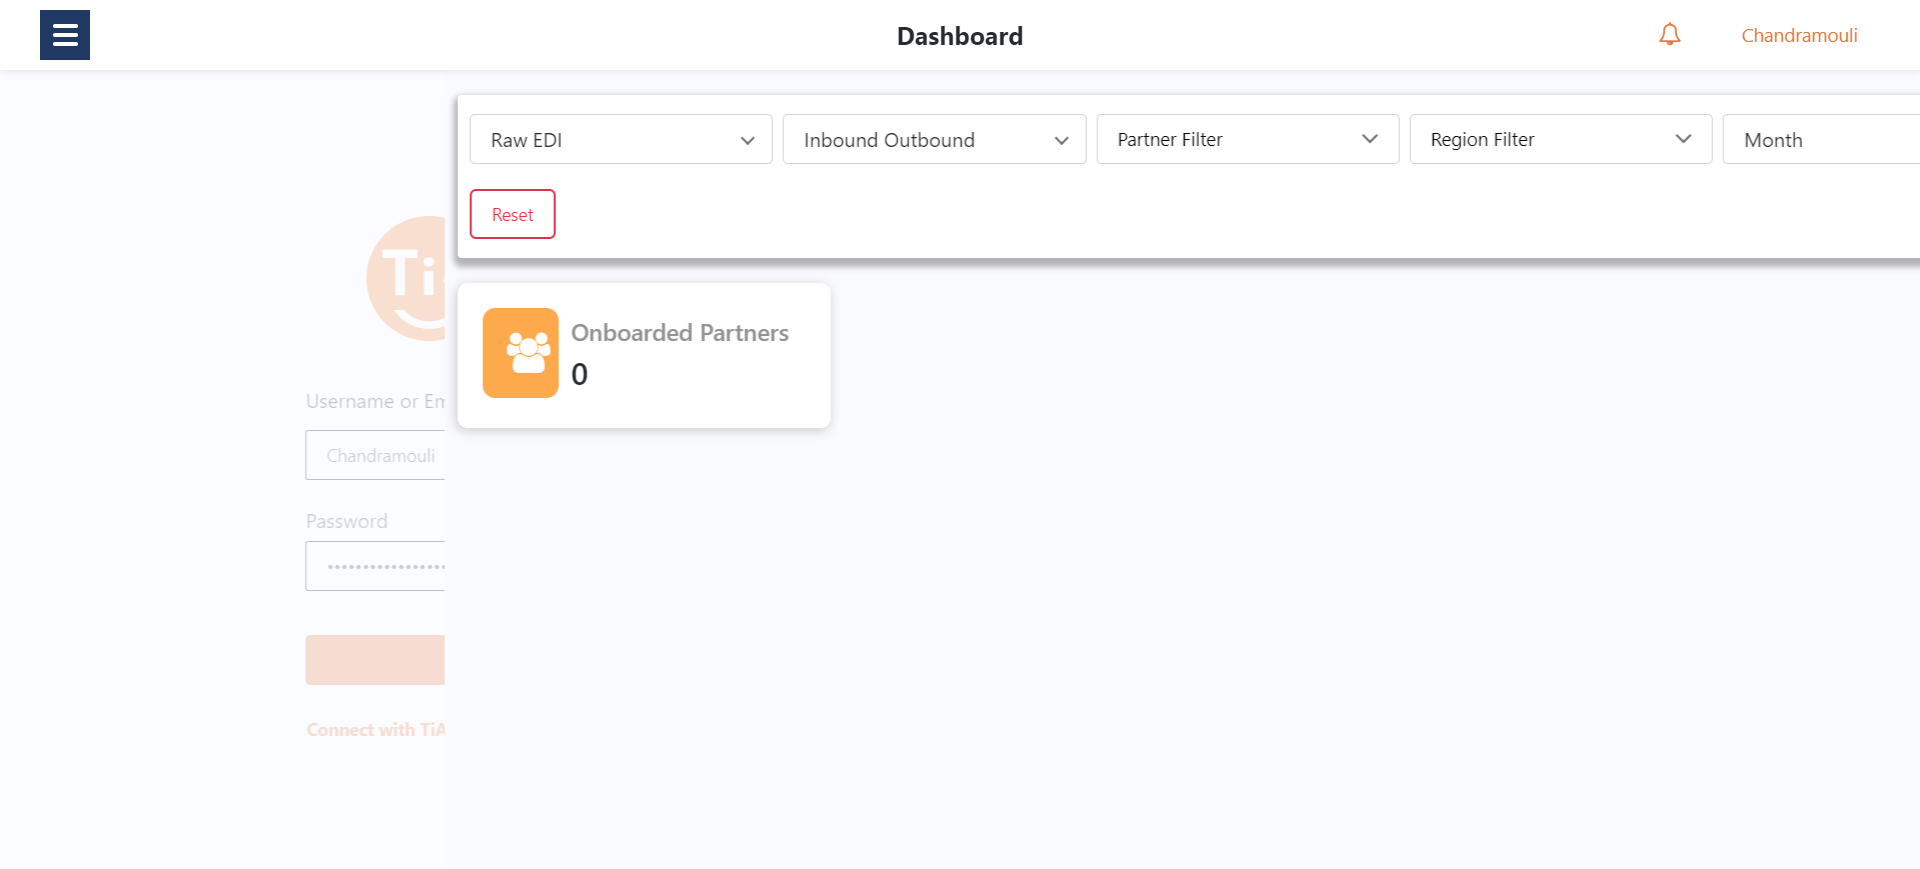 Dashboard
Chandramouli
Raw EDI
Inbound Outbound
Partner Filter
Region Filter
Month
Reset
Ti
Onboarded Partners
0
Username or Em
Chandramouli
Password
Connect with TiA